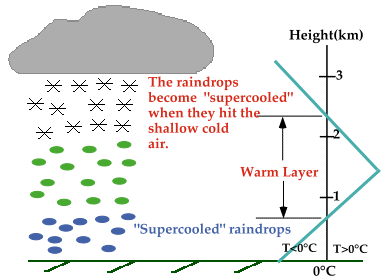 Height(km)
3
The raindrops
become "supercooled"
when they hit the
shallow cold
air.
2
Warm Layer
1
"Supercooled" raindrops
T<0°C
T>0°C
0°C